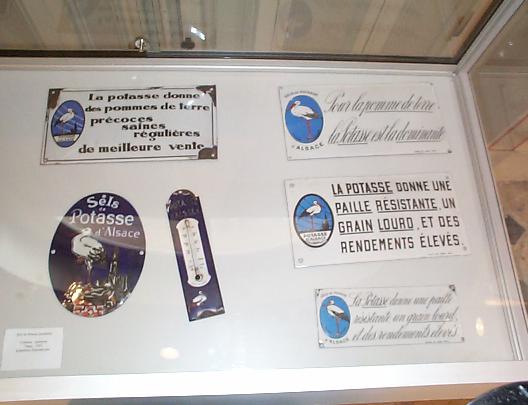 La potasse donne
des pommes de terre
précoces
saines
régulières
de meilleure vente
Pour la pomme de terre,
la Potasse est la dominante
D'ALSACE
Sels
de
Potasse
d'Alsace
LA POTASSE DONNE UNE
PAILLE RÉSISTANTE, UN
GRAIN LOURD, ET DES
RENDEMENTS ÉLEVÉS.
POTASSE
D'ALSACE
La Potasse donne une paille
résistante un grain lourd,
et des rendements élevés
D'ALSACE